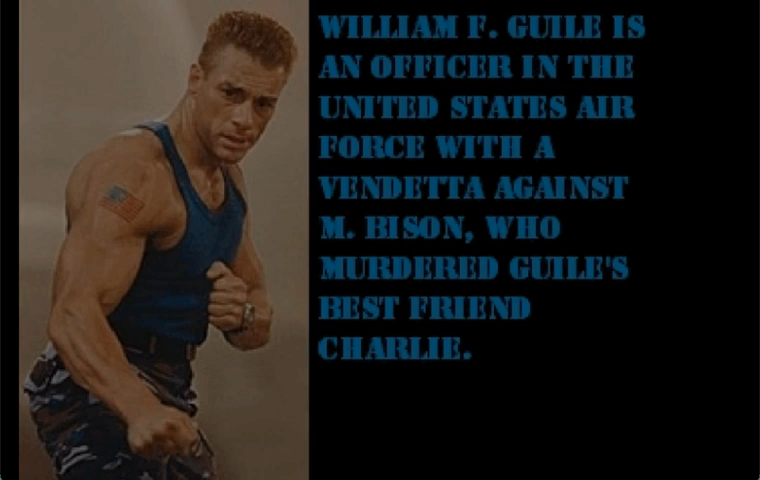 WILLIAM F. GUILE IS
AN OFFICER IN THE
UNITED STATES AIR
FORCE WITH A
VENDETTA AGAINST
M. BISON, WHO
MURDERED GUILE'S
BEST FRIEND
CHARLIE.